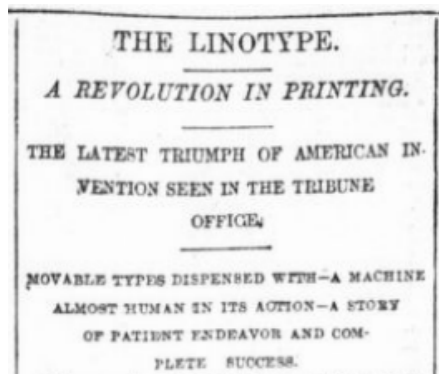 THE LINOTYPE.
A REVOLUTION IN PRINTING.
THE LATEST TRIUMPH OF AMERICAN IN-
VENTION SEEN IN THE TRIBUNE
OFFICE.
MOVABLE TYPES DISPENSED WITH—A MACHINE
ALMOST HUMAN IN ITS ACTION—A STORY
OF PATIENT ENDEAVOR AND COM-
PLETE SUCCESS.